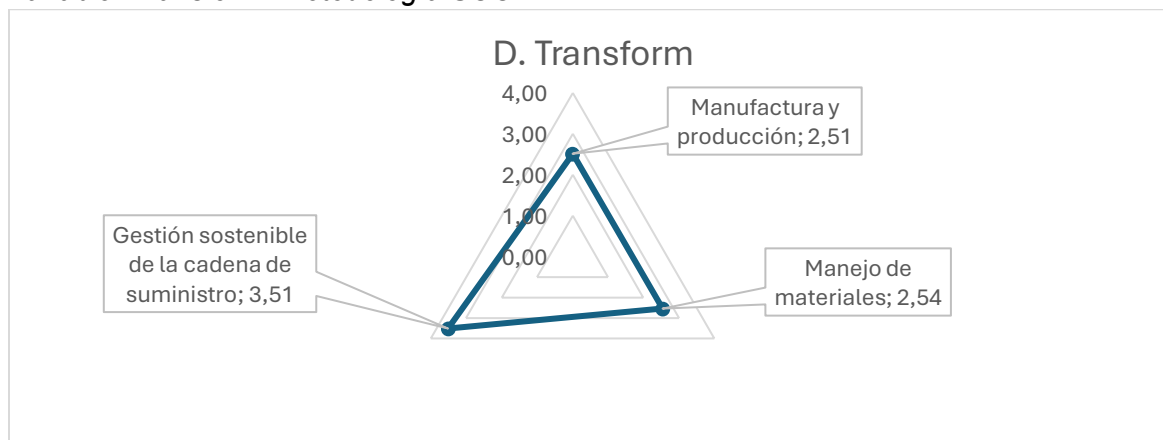 D. Transform
4,00
3,00
2,00
1,00
0,00
Manufactura y
producción; 2,51
Gestión sostenible
de la cadena de
suministro; 3,51
Manejo de
materiales; 2,54